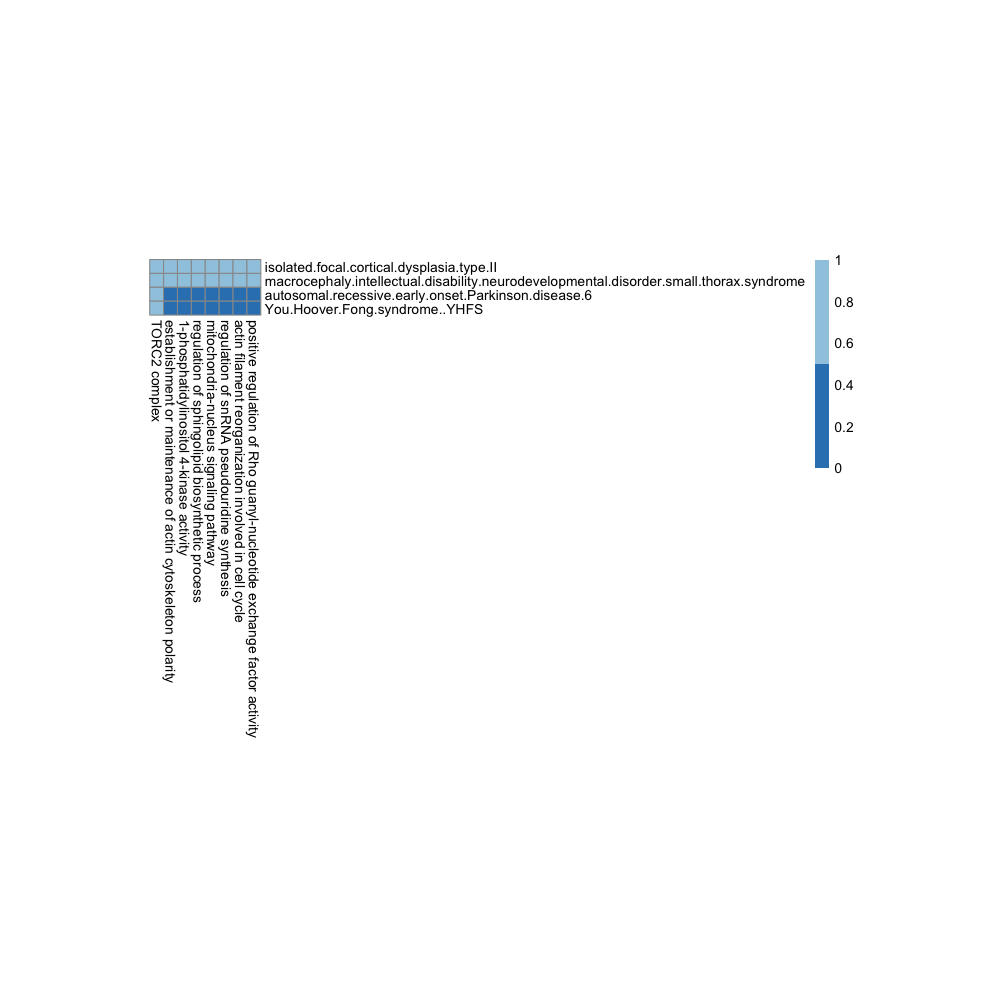 isolated.focal.cortical.dysplasia.type.II
macrocephaly.intellectual.disability.neurodevelopmental.disorder.small.thorax.syndrome
autosomal.recessive.early.onset.Parkinson.disease.6
You.Hoover.Fong.syndrome..YHFS
TORC2 complex
establishment or maintenance of actin cytoskeleton polarity
1-phosphatidylinositol 4-kinase activity
regulation of sphingolipid biosynthetic process
mitochondria-nucleus signaling pathway
regulation of snRNA pseudouridine synthesis
actin filament reorganization involved in cell cycle
positive regulation of Rho guanyl-nucleotide exchange factor activity
1
0.8
0.6
0.4
0.2
0